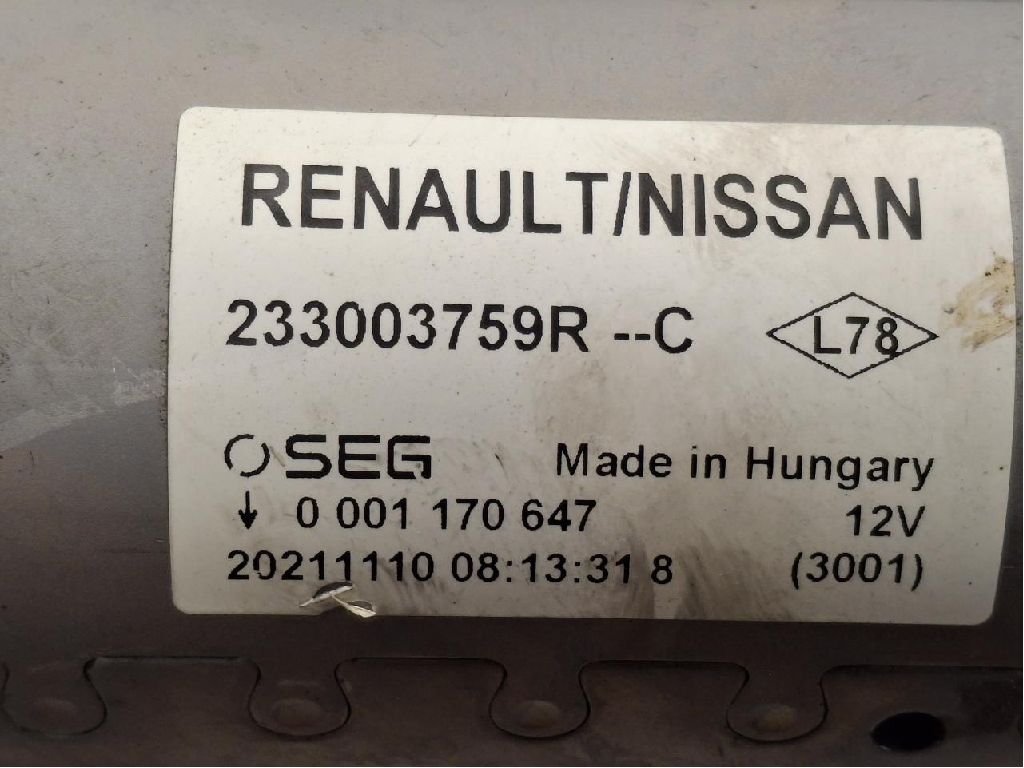 RENAULT/NISSAN
233003759R --C L78
SEG Made in Hungary
↓ 0 001 170 647 12V
20211110 08:13:31 8 (3001)